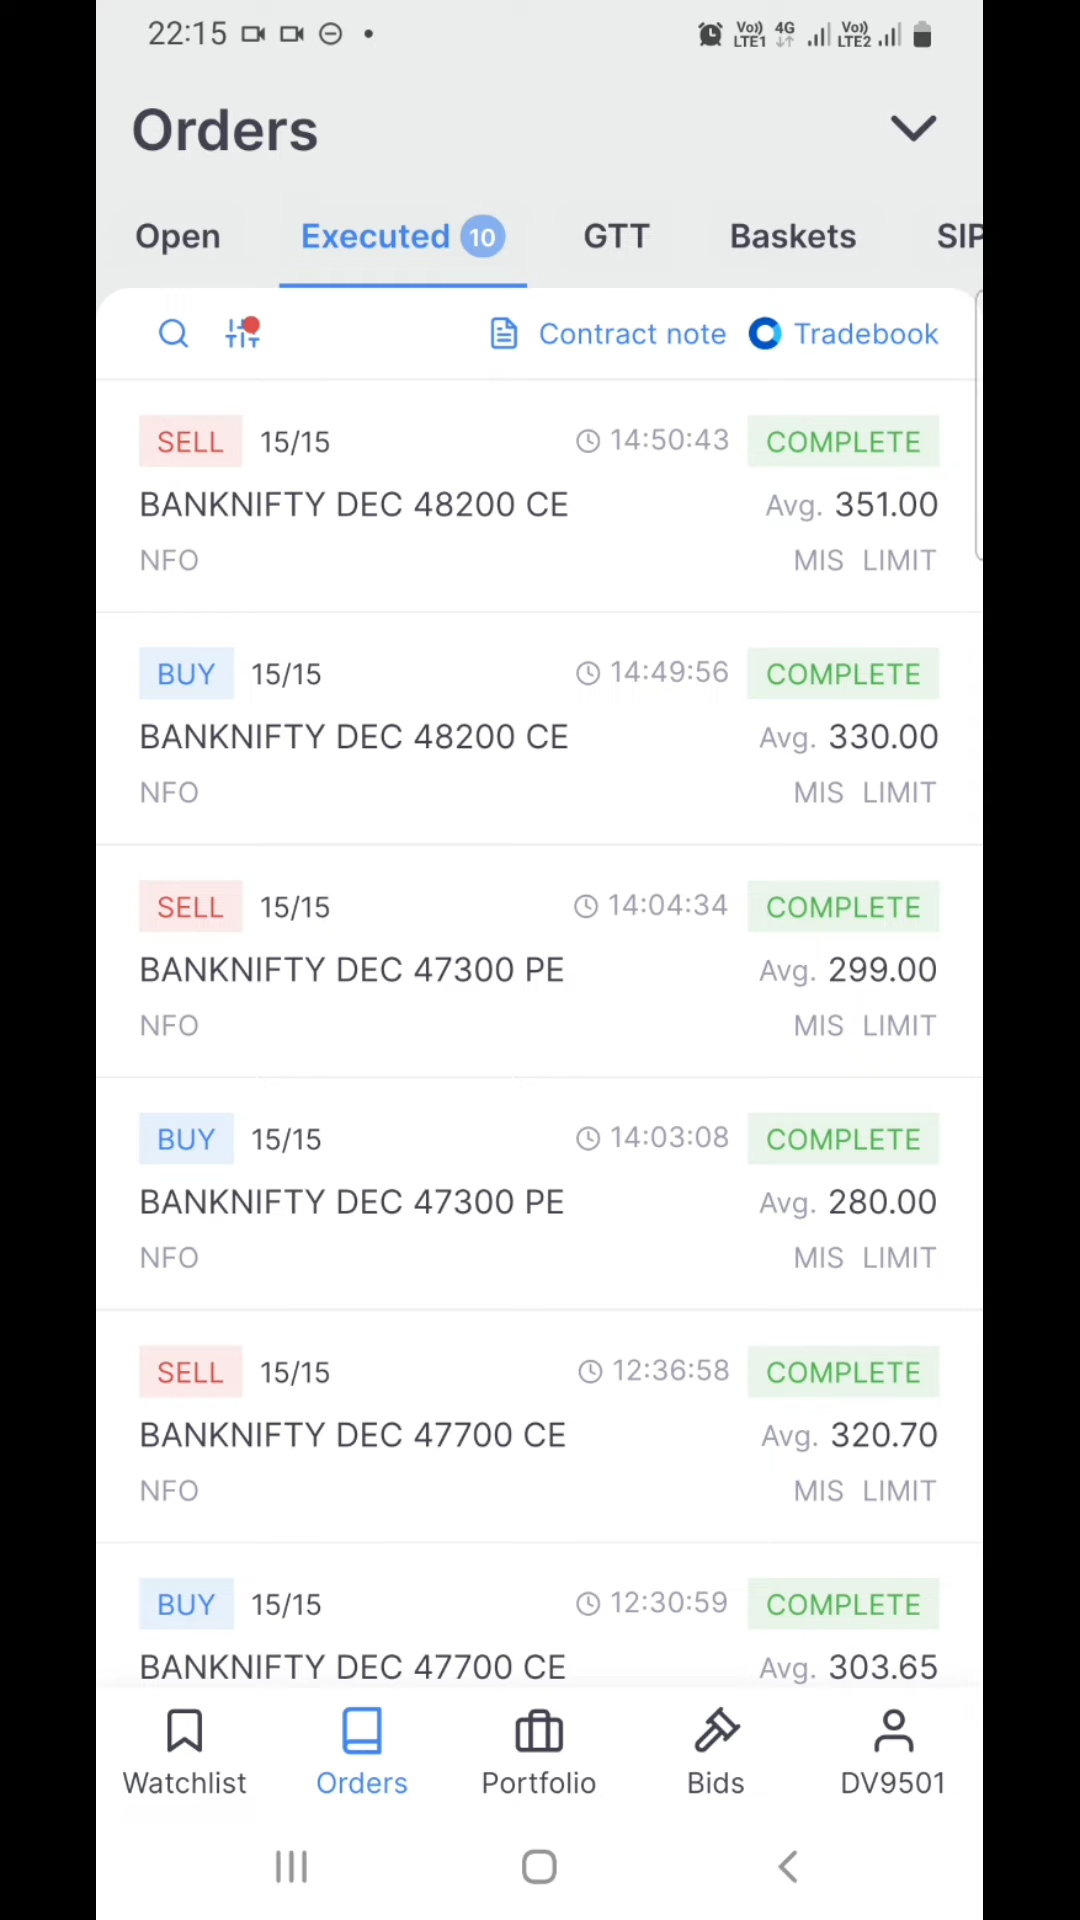 22:15
Vo)) LTE1 4G Vo)) LTE2
Orders
Open Executed 10 GTT Baskets SIP
Contract note Tradebook
SELL 15/15 14:50:43 COMPLETE
BANKNIFTY DEC 48200 CE Avg. 351.00
NFO MIS LIMIT
BUY 15/15 14:49:56 COMPLETE
BANKNIFTY DEC 48200 CE Avg. 330.00
NFO MIS LIMIT
SELL 15/15 14:04:34 COMPLETE
BANKNIFTY DEC 47300 PE Avg. 299.00
NFO MIS LIMIT
BUY 15/15 14:03:08 COMPLETE
BANKNIFTY DEC 47300 PE Avg. 280.00
NFO MIS LIMIT
SELL 15/15 12:36:58 COMPLETE
BANKNIFTY DEC 47700 CE Avg. 320.70
NFO MIS LIMIT
BUY 15/15 12:30:59 COMPLETE
BANKNIFTY DEC 47700 CE Avg. 303.65
Watchlist Orders Portfolio Bids DV9501